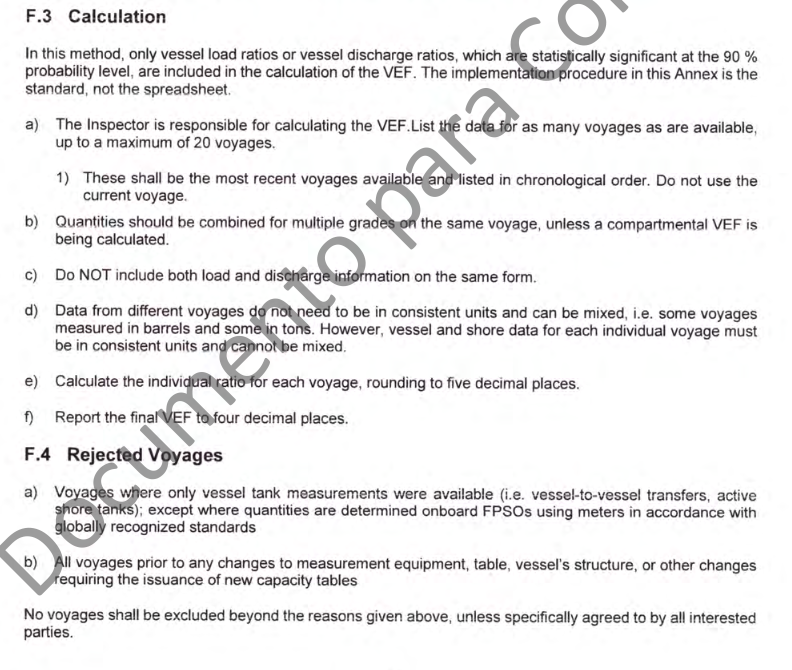 F.3 Calculation
In this method, only vessel load ratios or vessel discharge ratios, which are statistically significant at the 90 %
probability level, are included in the calculation of the VEF. The implementation procedure in this Annex is the
standard, not the spreadsheet.
a) The Inspector is responsible for calculating the VEF.List the data for as many voyages as are available,
up to a maximum of 20 voyages.
1) These shall be the most recent voyages available and listed in chronological order. Do not use the
current voyage.
b) Quantities should be combined for multiple grades on the same voyage, unless a compartmental VEF is
being calculated.
c) Do NOT include both load and discharge information on the same form.
d) Data from different voyages do not need to be in consistent units and can be mixed, i.e. some voyages
measured in barrels and some in tons. However, vessel and shore data for each individual voyage must
be in consistent units and cannot be mixed.
e) Calculate the individual ratio for each voyage, rounding to five decimal places.
f) Report the final VEF to four decimal places.
F.4 Rejected Voyages
a) Voyages where only vessel tank measurements were available (i.e. vessel-to-vessel transfers, active
shore tanks); except where quantities are determined onboard FPSOs using meters in accordance with
globally recognized standards
b) All voyages prior to any changes to measurement equipment, table, vessel's structure, or other changes
requiring the issuance of new capacity tables
No voyages shall be excluded beyond the reasons given above, unless specifically agreed to by all interested
parties.
Documento para Co